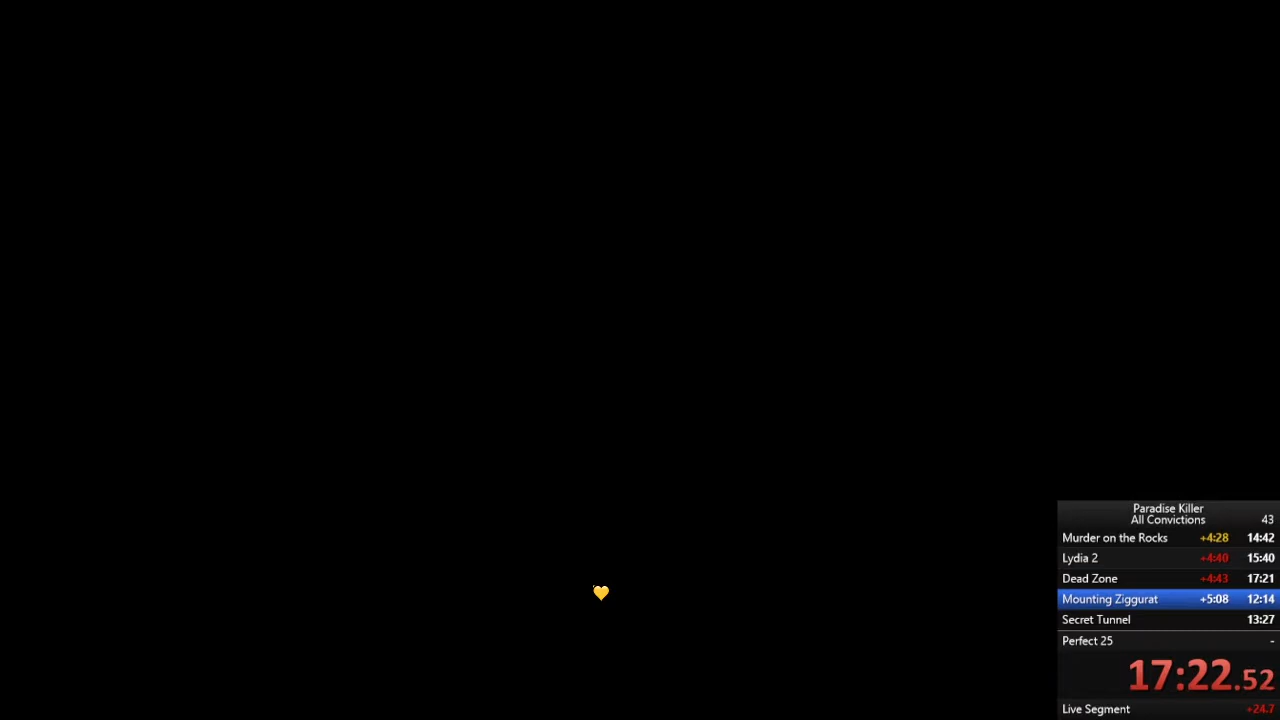 Paradise Killer
All Convictions 43
Murder on the Rocks +4:28 14:42
Lydia 2 +4:40 15:40
Dead Zone +4:43 17:21
Mounting Ziggurat +5:08 12:14
Secret Tunnel 13:27
Perfect 25 -
17:22.52
Live Segment +24.7